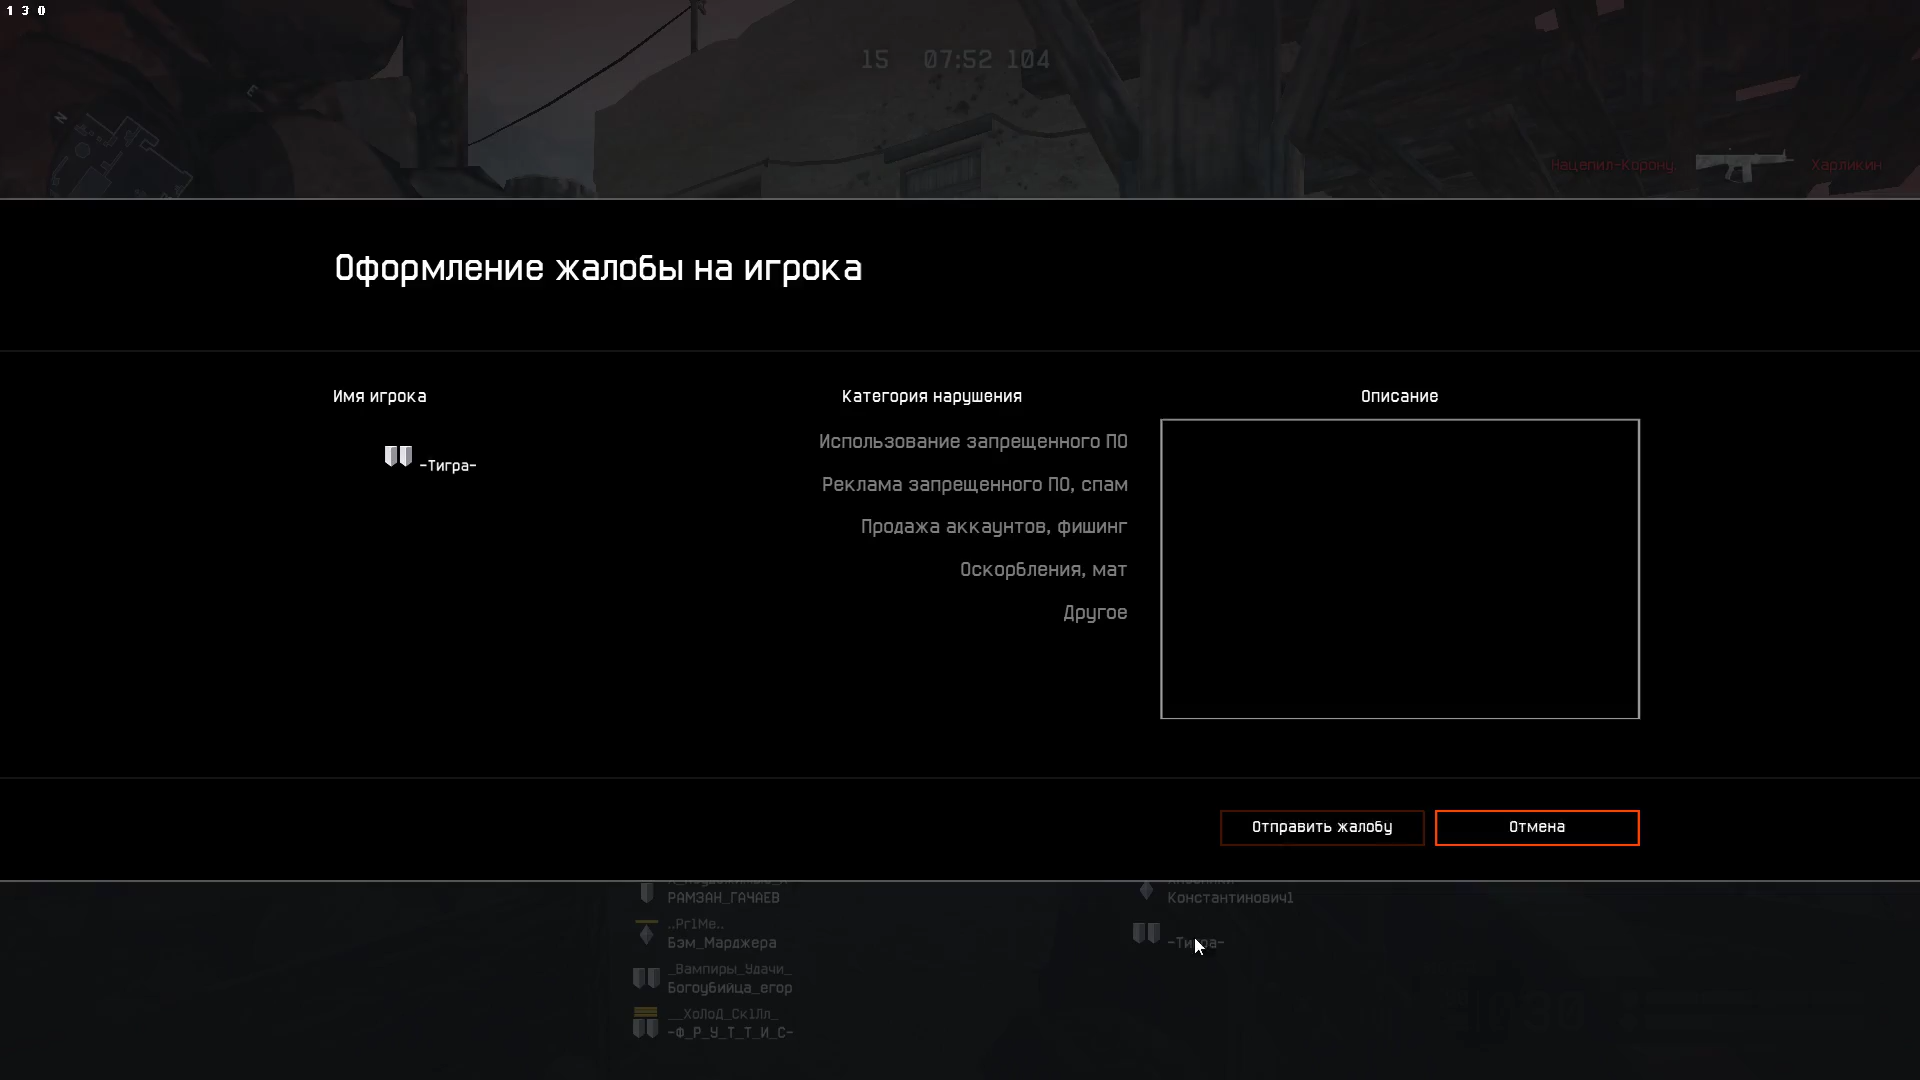 130
15 07:52 104
N
E
Нацепил-Корону. Харликин
Оформление жалобы на игрока
Имя игрока
Категория нарушения
Описание
-Тигра-
Использование запрещенного ПО
Реклама запрещенного ПО, спам
Продажа аккаунтов, фишинг
Оскорбления, мат
Другое
Отправить жалобу
Отмена
РАМЗАН_ГАЧАЕВ
Константинович1
..Pr1Me..
Бэм_Марджера
-Тигра-
_Вампиры_Удачи_
Богоубийца_егор
__ХоЛоД_Ск1Лл_
-Ф_Р_У_Т_Т_И_С-